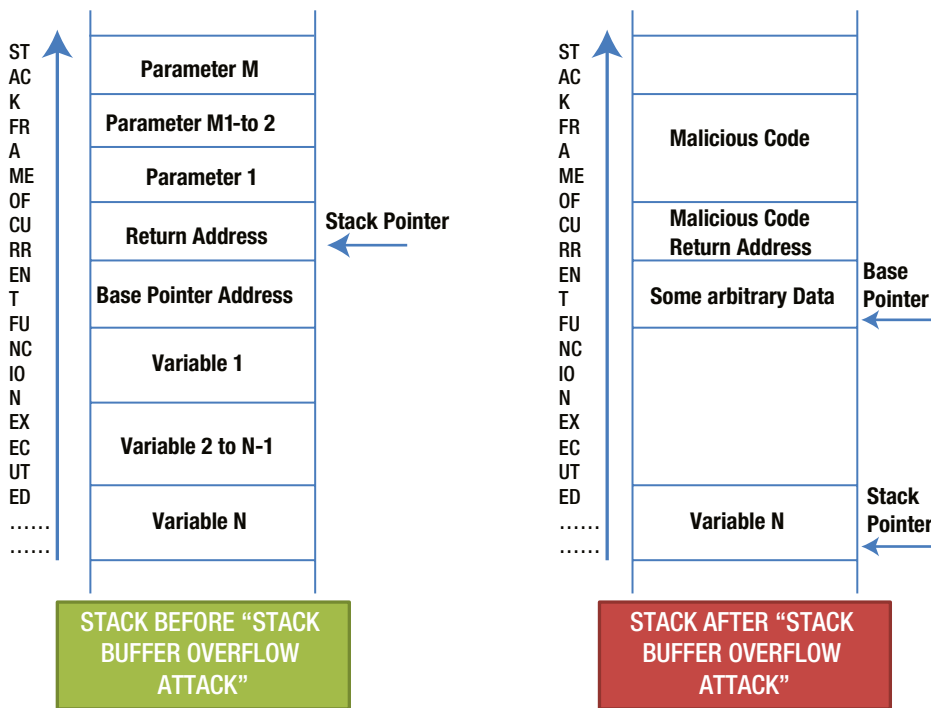 ST
AC
K
FR
A
ME
OF
CU
RR
EN
T
FU
NC
IO
N
EX
EC
UT
ED
......
......
Parameter M
Parameter M1-to 2
Parameter 1
Return Address
Base Pointer Address
Variable 1
Variable 2 to N-1
Variable N
Stack Pointer
STACK BEFORE “STACK
BUFFER OVERFLOW
ATTACK”
ST
AC
K
FR
A
ME
OF
CU
RR
EN
T
FU
NC
IO
N
EX
EC
UT
ED
......
......
Malicious Code
Malicious Code
Return Address
Some arbitrary Data
Variable N
Base
Pointer
Stack
Pointer
STACK AFTER “STACK
BUFFER OVERFLOW
ATTACK”